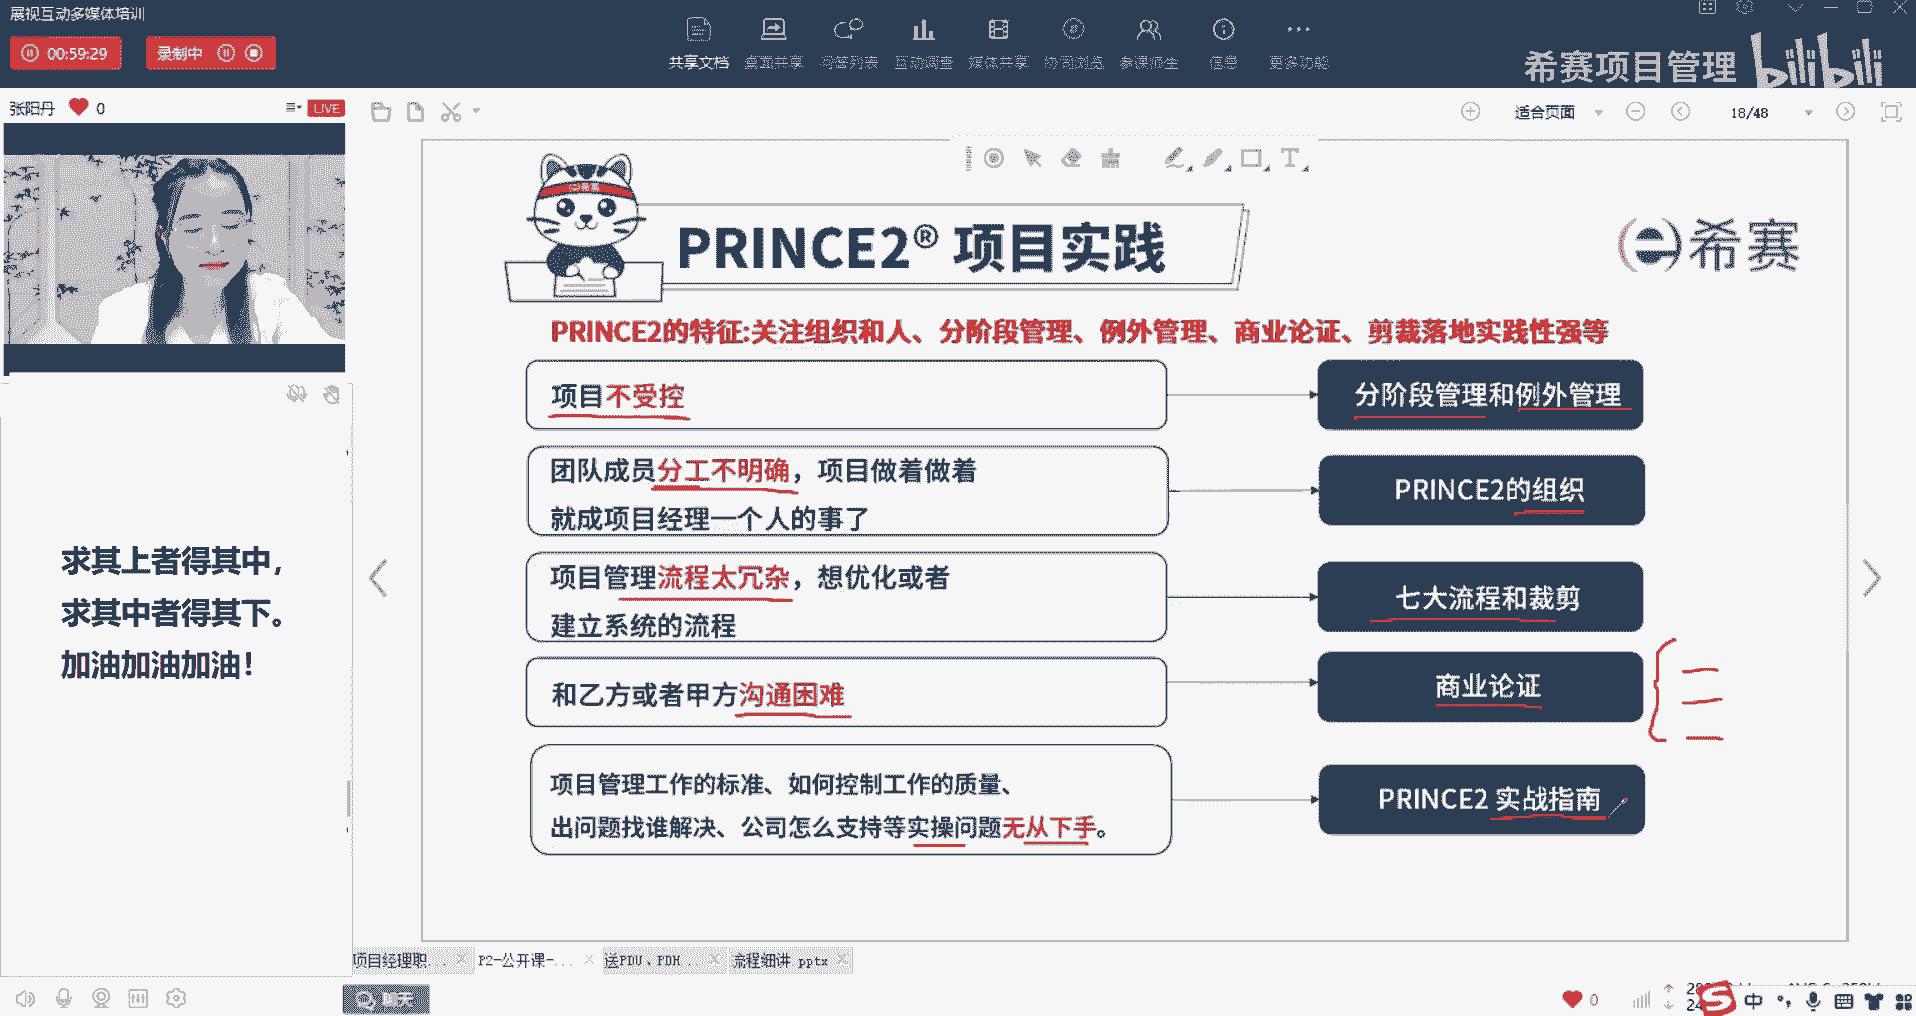 展视互动多媒体培训
00:59:29
录制中
共享文档
桌面共享
问答列表
互动调查
媒体共享
协同浏览
参课师生
信息
更多功能
希赛项目管理
bilibili
张阳丹
0
LIVE
适合页面
18/48
PRINCE2® 项目实践
希赛
PRINCE2的特征:关注组织和人、分阶段管理、例外管理、商业论证、剪裁落地实践性强等
项目不受控
分阶段管理和例外管理
团队成员分工不明确，项目做着做着
就成项目经理一个人的事了
PRINCE2的组织
项目管理流程太冗杂，想优化或者
建立系统的流程
七大流程和裁剪
和乙方或者甲方沟通困难
商业论证
项目管理工作的标准、如何控制工作的质量、
出问题找谁解决、公司怎么支持等实操问题无从下手。
PRINCE2 实战指南
求其上者得其中，
求其中者得其下。
加油加油加油！
项目经理职...
P2-公开课-...
送PDU、PDH...
流程细讲.pptx
聊天
0
中